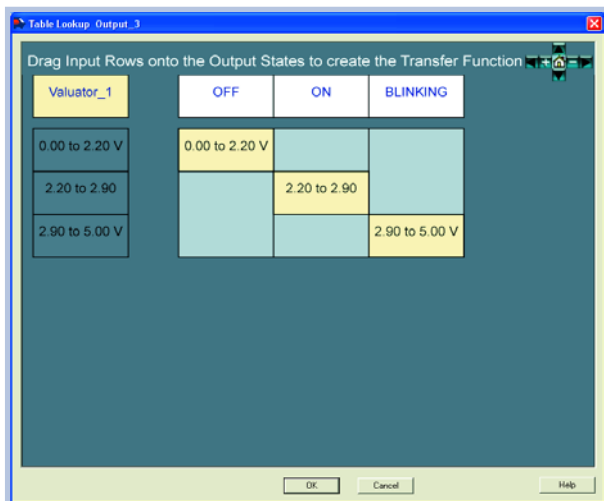 Table Lookup Output_3
Drag Input Rows onto the Output States to create the Transfer Function
Valuator_1 OFF ON BLINKING
0.00 to 2.20 V 0.00 to 2.20 V
2.20 to 2.90 2.20 to 2.90
2.90 to 5.00 V 2.90 to 5.00 V
OK Cancel Help